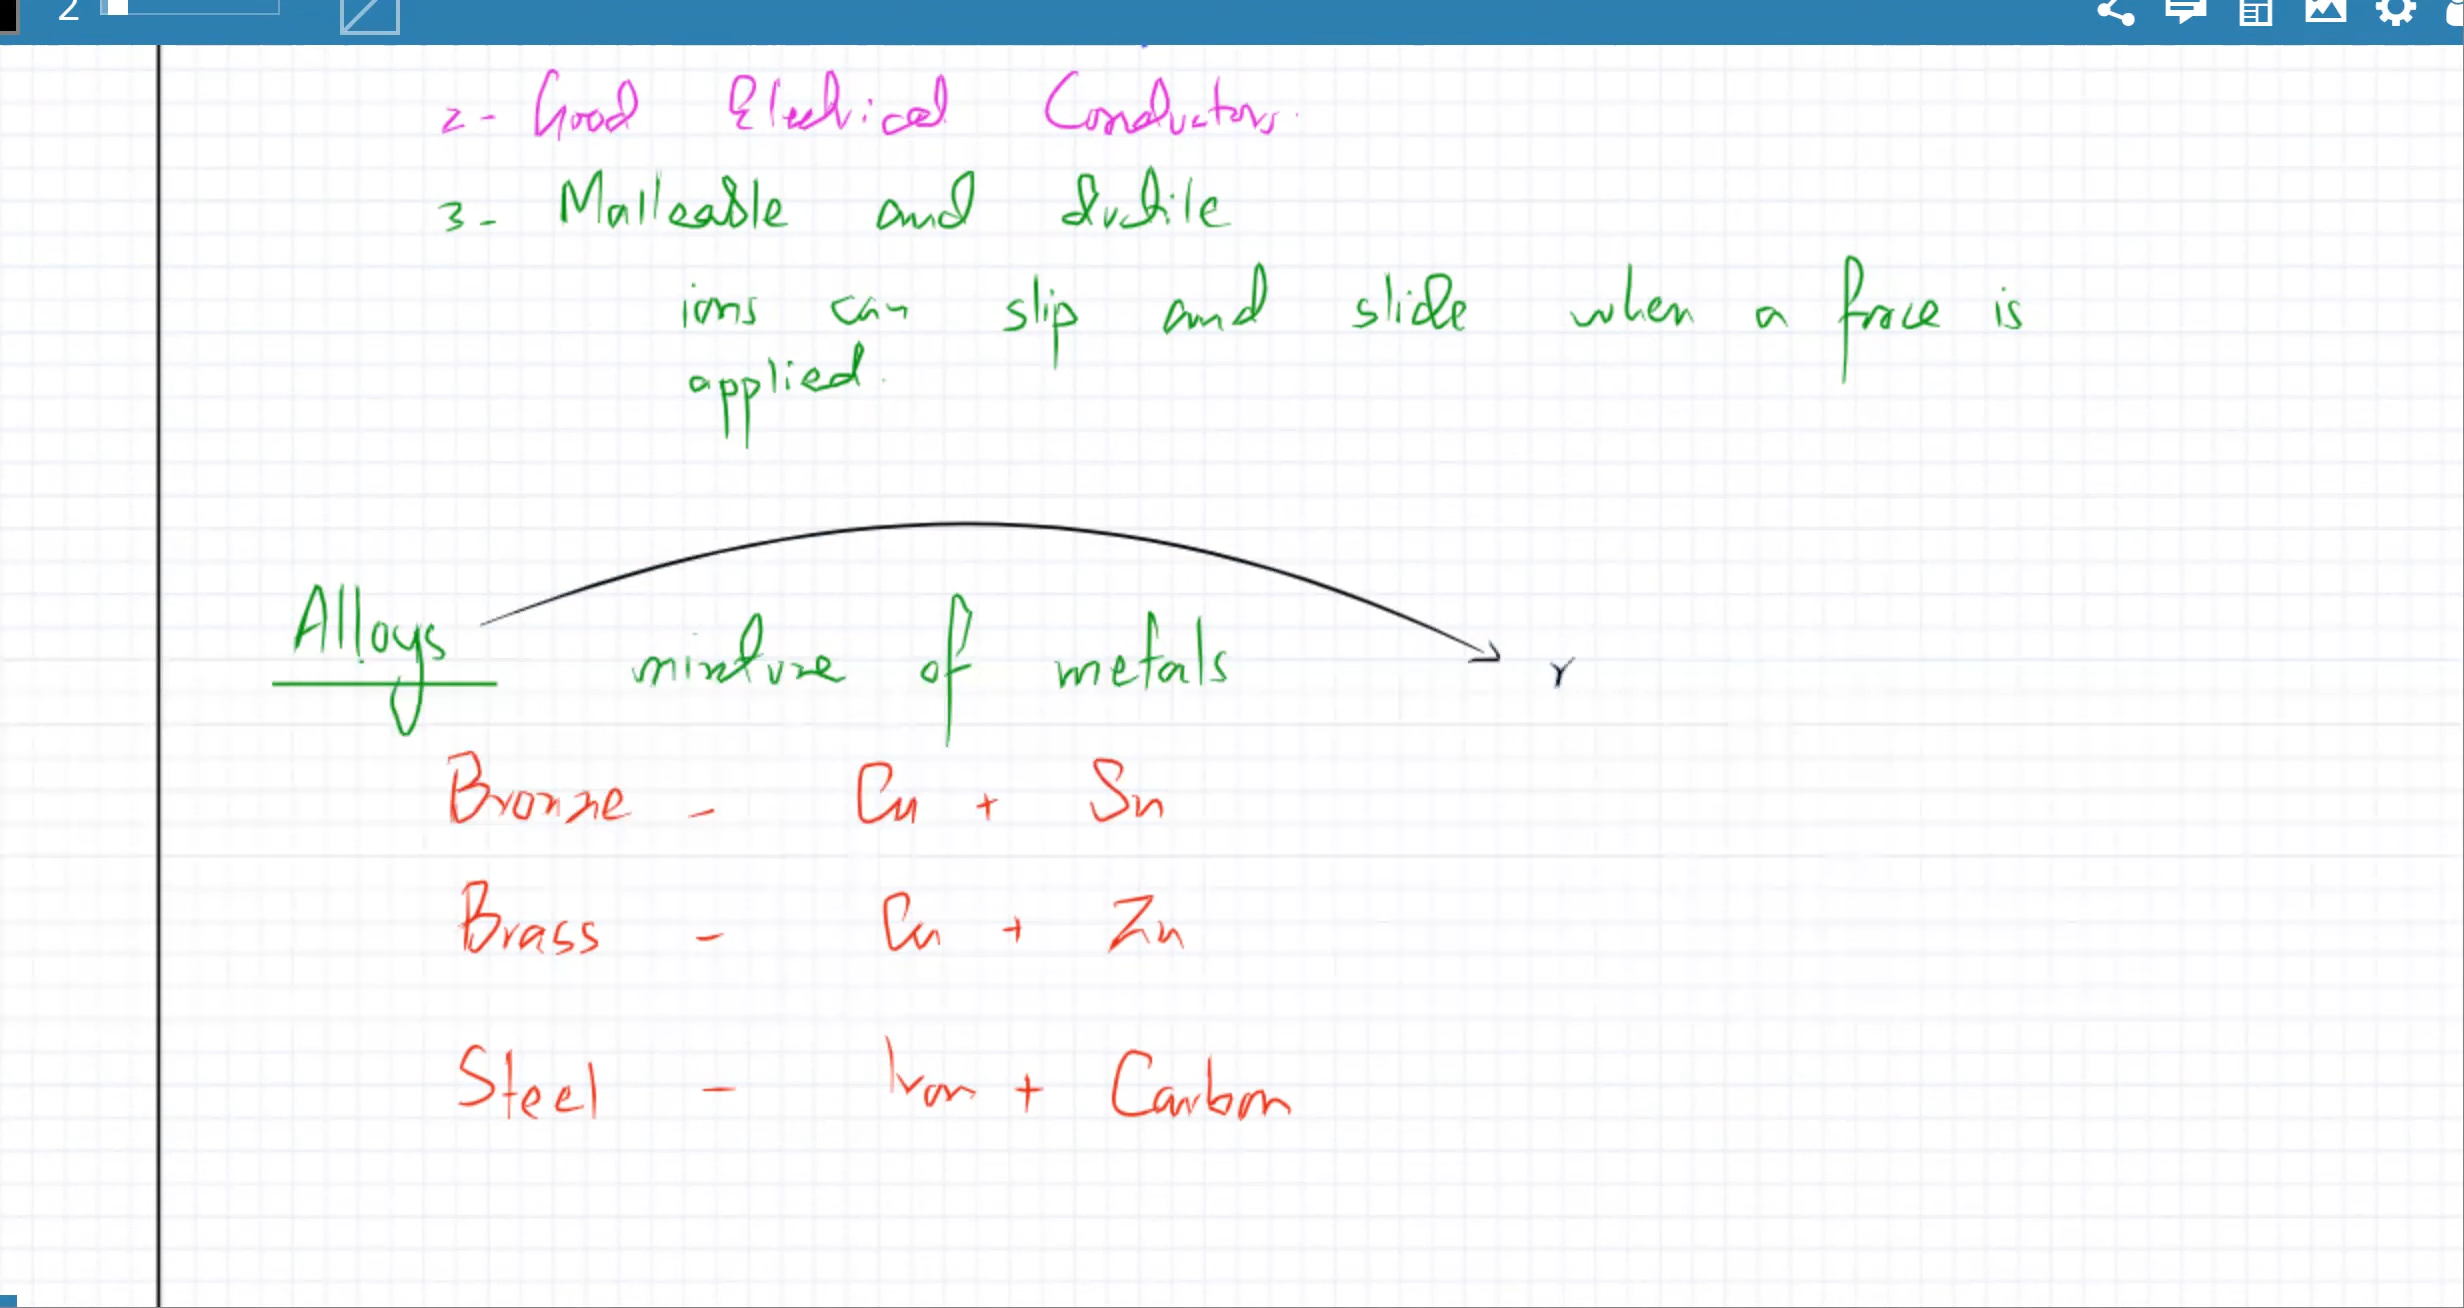 2
2- Good Electrical Conductors.
3- Malleable and ductile
ions can slip and slide when a force is
applied.
Alloys mixture of metals r
Bronze - Cu + Sn
Brass - Cu + Zn
Steel - Iron + Carbon